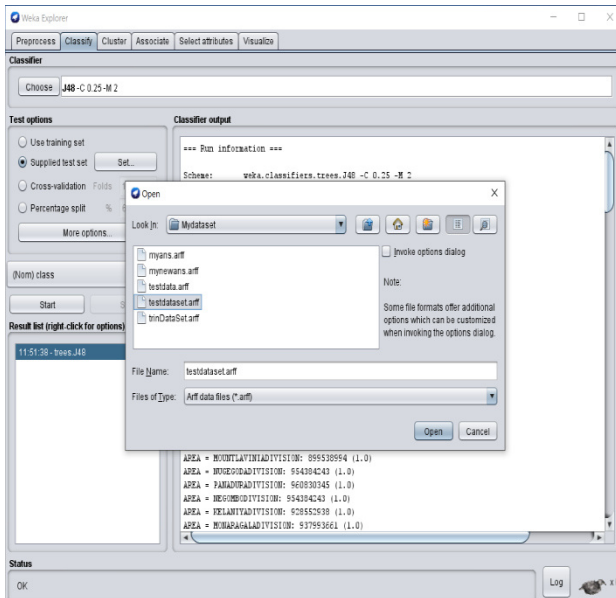 Weka Explorer
Preprocess Classify Cluster Associate Select attributes Visualize
Classifier
Choose J48 -C 0.25 -M 2
Test options
Use training set
Supplied test set Set...
Cross-validation Folds
Percentage split %
More options...
(Nom) class
Start
Result list (right-click for options)
11:51:38 - trees.J48
Classifier output
=== Run information ===
Scheme: weka.classifiers.trees.J48 -C 0.25 -M 2
Open
Look In: Mydataset
myans.arff
mynewans.arff
testdata.arff
testdataset.arff
trinDataSet.arff
Invoke options dialog
Note:
Some file formats offer additional
options which can be customized
when invoking the options dialog.
File Name: testdataset.arff
Files of Type: Arff data files (*.arff)
Open Cancel
AREA = MOUNTLAVINIADIVISION: 899538994 (1.0)
AREA = NUGEGODADIVISION: 954384243 (1.0)
AREA = PANADURADIVISION: 960830345 (1.0)
AREA = NEGOMBODIVISION: 954384243 (1.0)
AREA = KELANIYADIVISION: 928552938 (1.0)
AREA = MONARAGALADIVISION: 937993661 (1.0)
Status
OK
Log